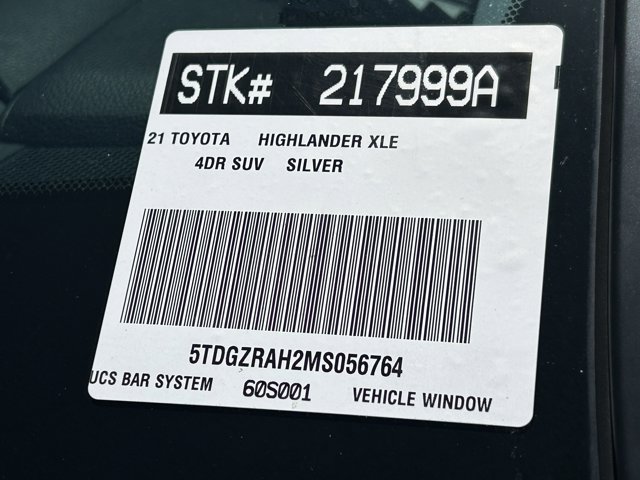 STK# 217999A
21 TOYOTA HIGHLANDER XLE
4DR SUV SILVER
5TDGZRAH2MS056764
UCS BAR SYSTEM 60S001 VEHICLE WINDOW